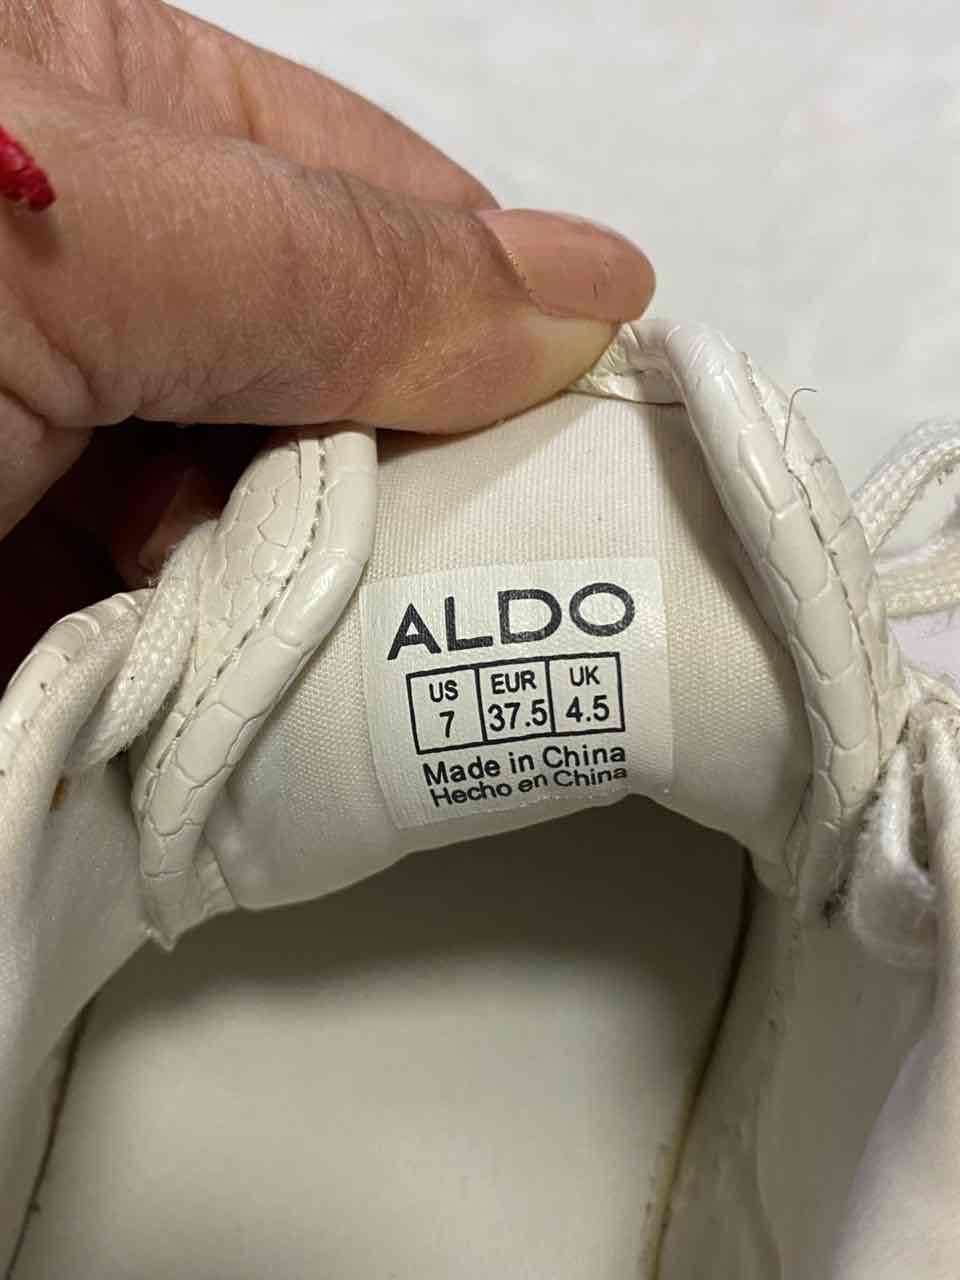 ALDO
US EUR UK
7 37.5 4.5
Made in China
Hecho en China